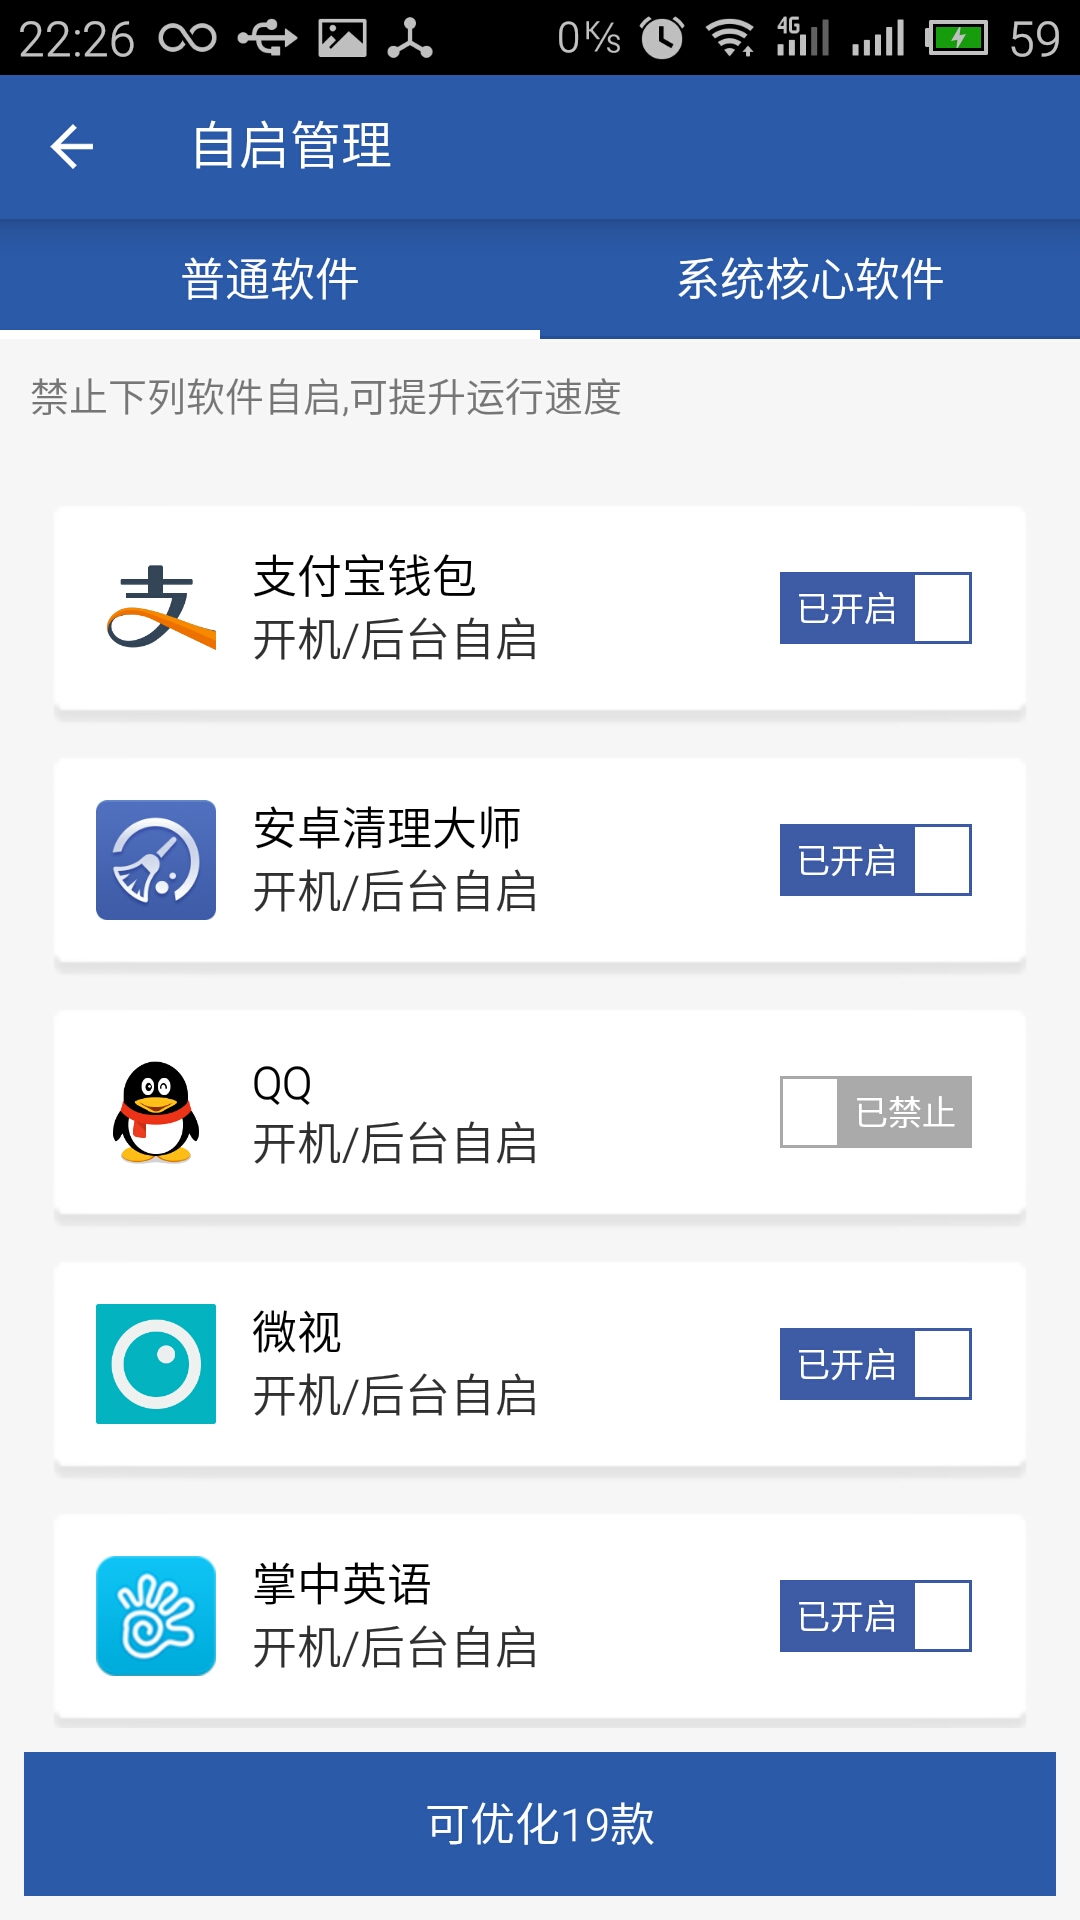 22:26 0 K/s 4G 59
自启管理
普通软件 系统核心软件
禁止下列软件自启,可提升运行速度
支付宝钱包
开机/后台自启
已开启
安卓清理大师
开机/后台自启
已开启
QQ
开机/后台自启
已禁止
微视
开机/后台自启
已开启
掌中英语
开机/后台自启
已开启
可优化19款